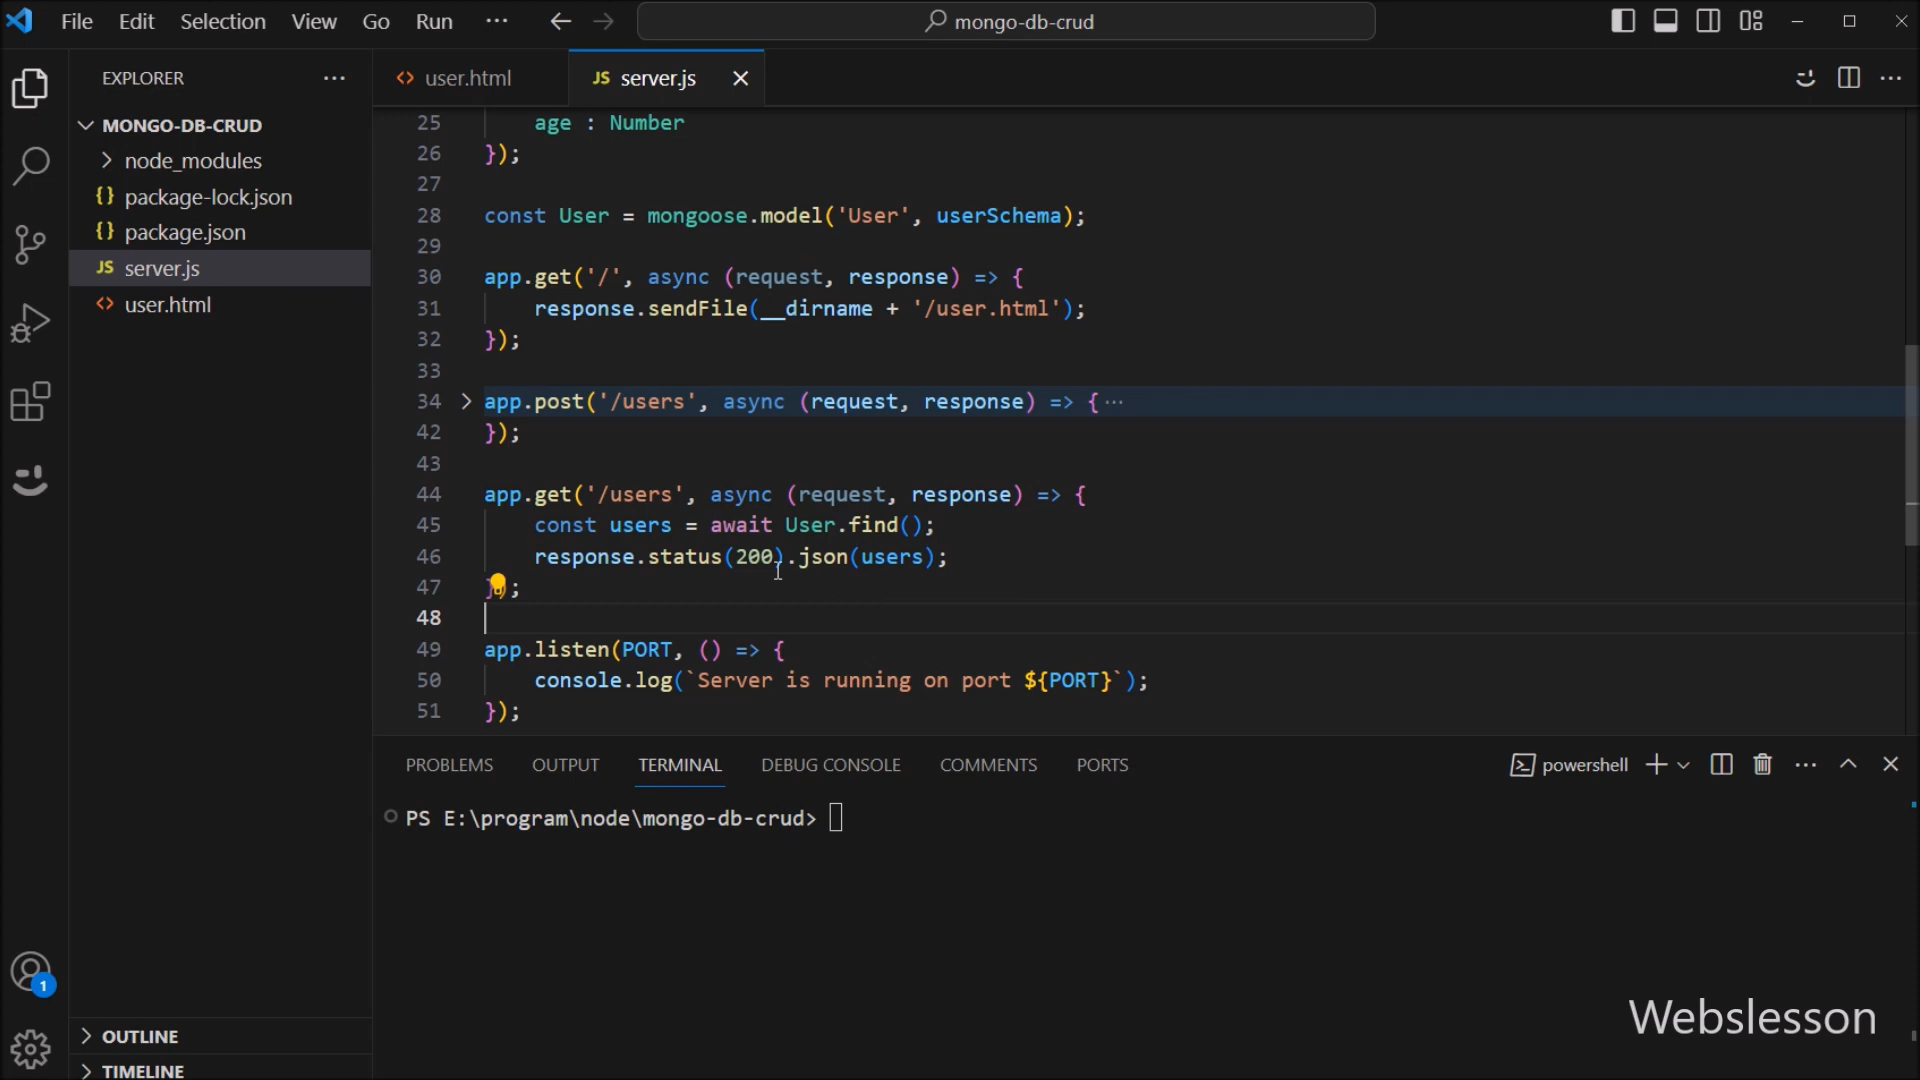 File Edit Selection View Go Run ··· mongo-db-crud
EXPLORER ···
MONGO-DB-CRUD
node_modules
{} package-lock.json
{} package.json
JS server.js
<> user.html
OUTLINE
TIMELINE
1
<> user.html JS server.js
25 age : Number
26 });
27
28 const User = mongoose.model('User', userSchema);
29
30 app.get('/', async (request, response) => {
31 response.sendFile(__dirname + '/user.html');
32 });
33
34 app.post('/users', async (request, response) => { ···
42 });
43
44 app.get('/users', async (request, response) => {
45 const users = await User.find();
46 response.status(200).json(users);
47 });
48
49 app.listen(PORT, () => {
50 console.log(`Server is running on port ${PORT}`);
51 });
PROBLEMS OUTPUT TERMINAL DEBUG CONSOLE COMMENTS PORTS powershell
PS E:\program\node\mongo-db-crud>
Webslesson